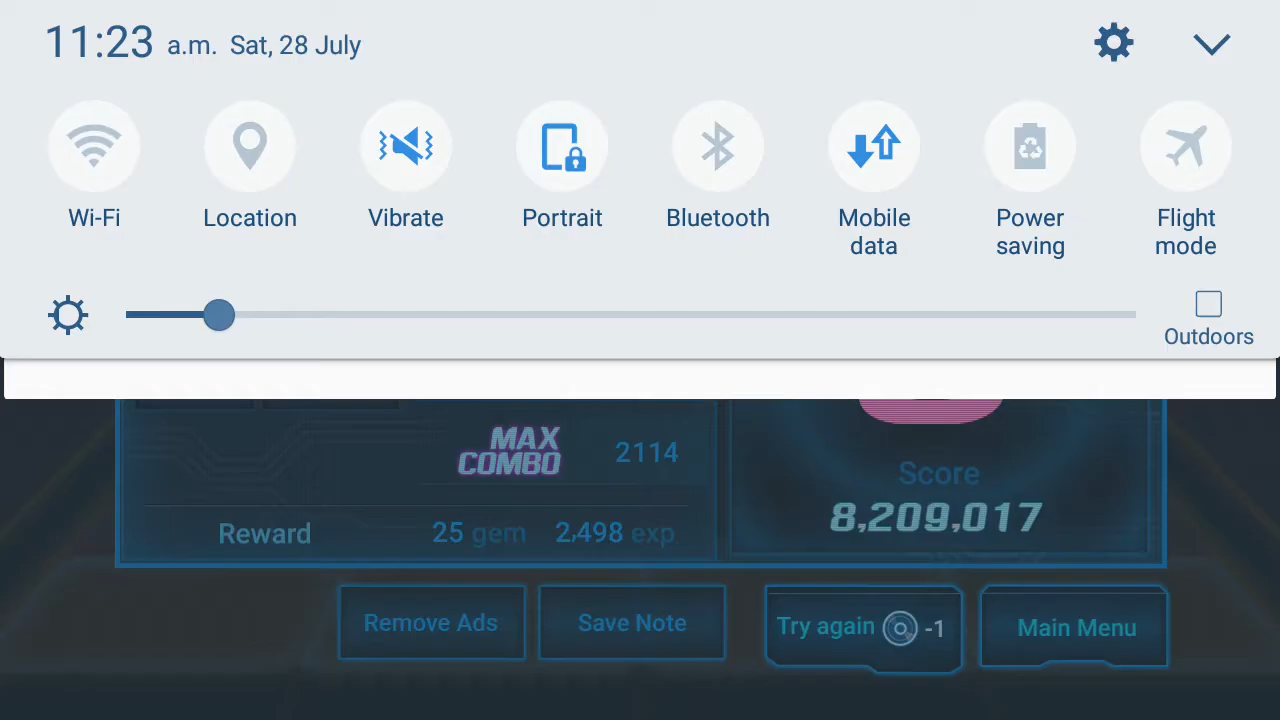 11:23 a.m. Sat, 28 July
Wi-Fi Location Vibrate Portrait Bluetooth Mobile data Power saving Flight mode
Outdoors
MAX COMBO 2114
Score
8,209,017
Reward 25 gem 2,498 exp
Remove Ads Save Note Try again -1 Main Menu